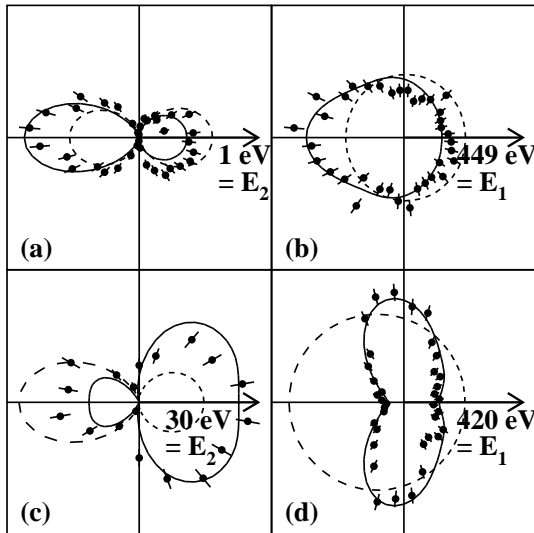 1 eV
= E2
(a)
449 eV
= E1
(b)
30 eV
= E2
(c)
420 eV
= E1
(d)